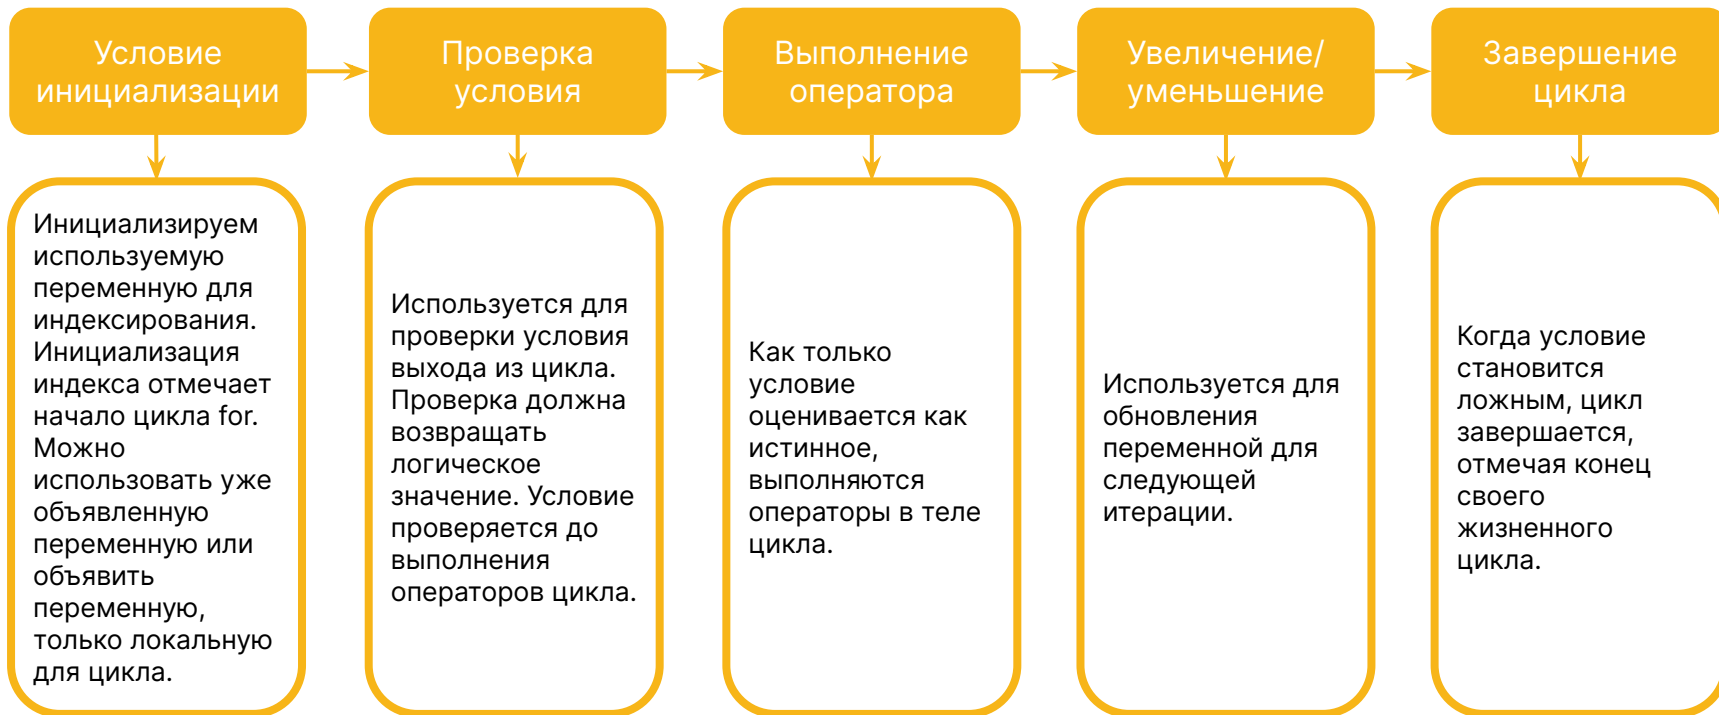 Условие
инициализации
Проверка
условия
Выполнение
оператора
Увеличение/
уменьшение
Завершение
цикла
Инициализируем
используемую
переменную для
индексирования.
Инициализация
индекса отмечает
начало цикла for.
Можно
использовать уже
объявленную
переменную или
объявить
переменную,
только локальную
для цикла.
Используется для
проверки условия
выхода из цикла.
Проверка должна
возвращать
логическое
значение. Условие
проверяется до
выполнения
операторов цикла.
Как только
условие
оценивается как
истинное,
выполняются
операторы в теле
цикла.
Используется для
обновления
переменной для
следующей
итерации.
Когда условие
становится
ложным, цикл
завершается,
отмечая конец
своего
жизненного
цикла.